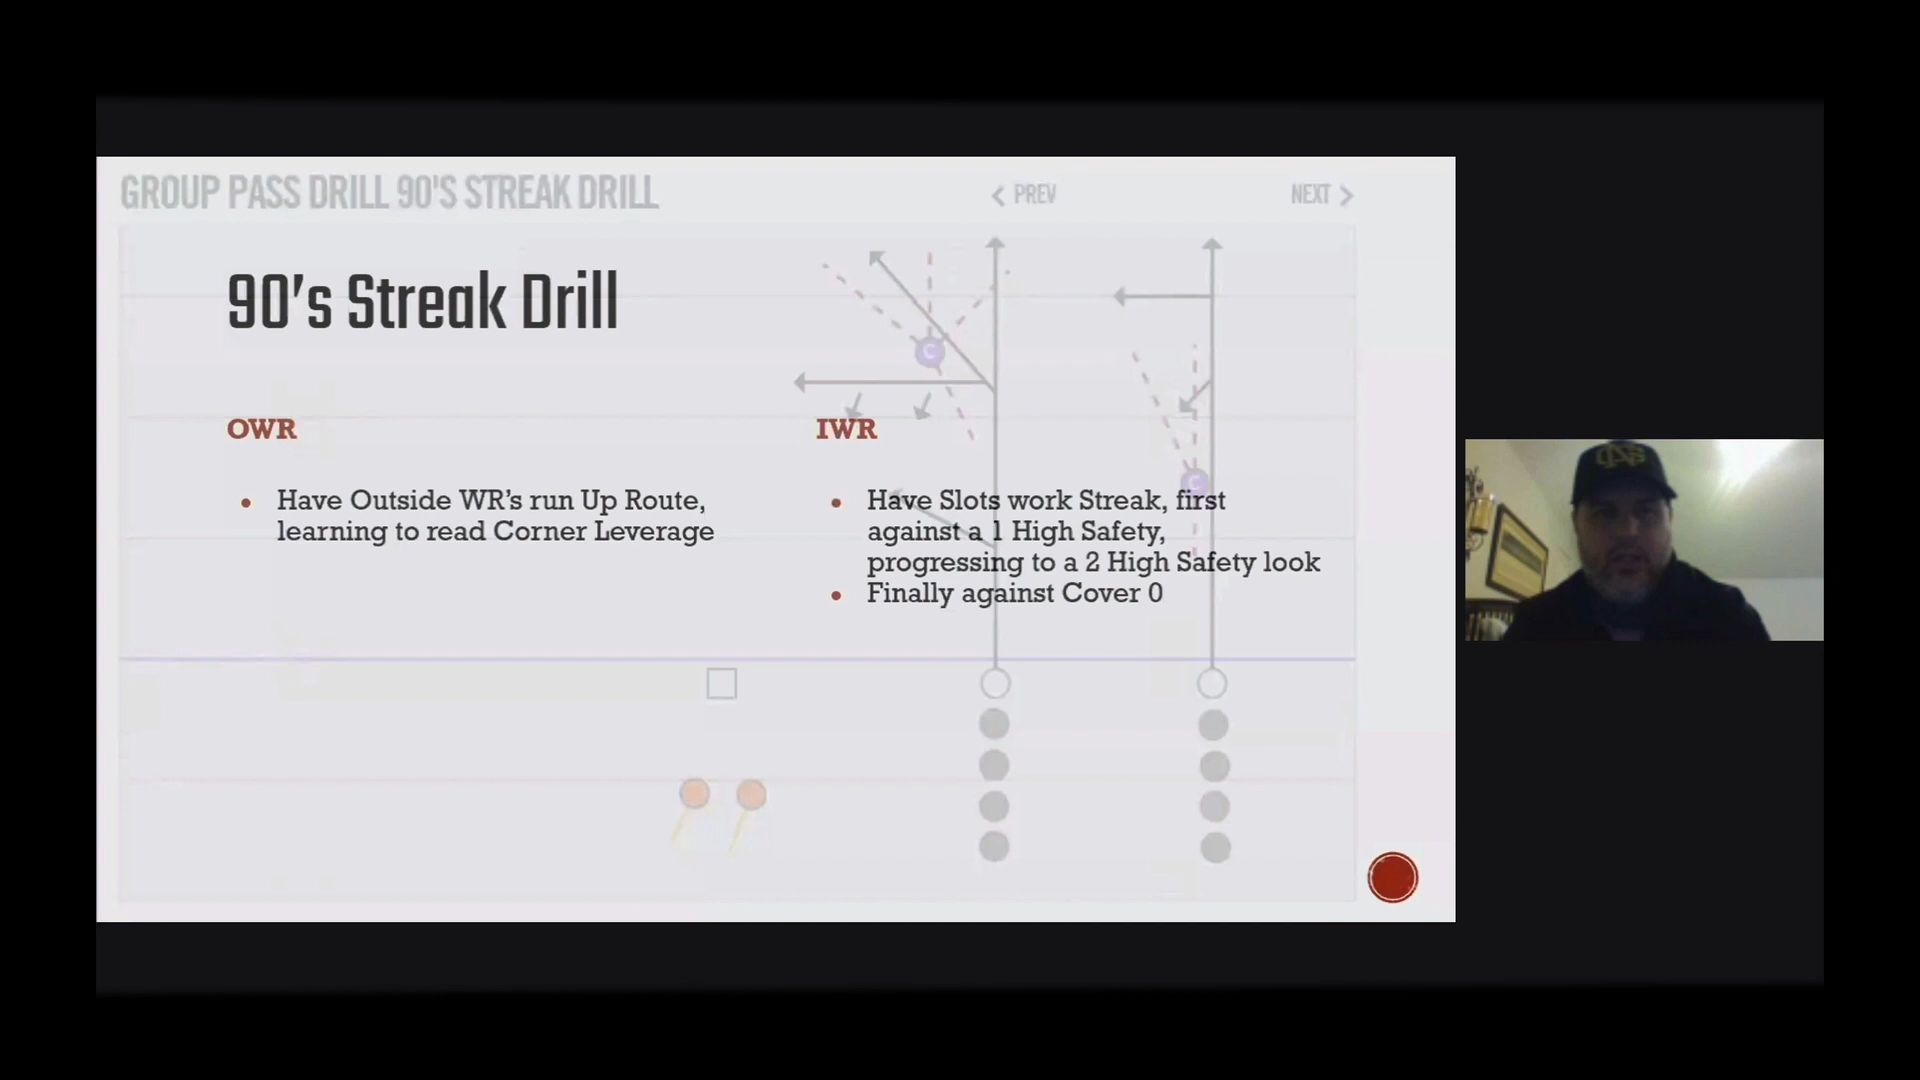 GROUP PASS DRILL 90'S STREAK DRILL
PREV
NEXT
90's Streak Drill
OWR
Have Outside WR's run Up Route,
learning to read Corner Leverage
IWR
Have Slots work Streak, first
against a 1 High Safety,
progressing to a 2 High Safety look
Finally against Cover 0
C
C